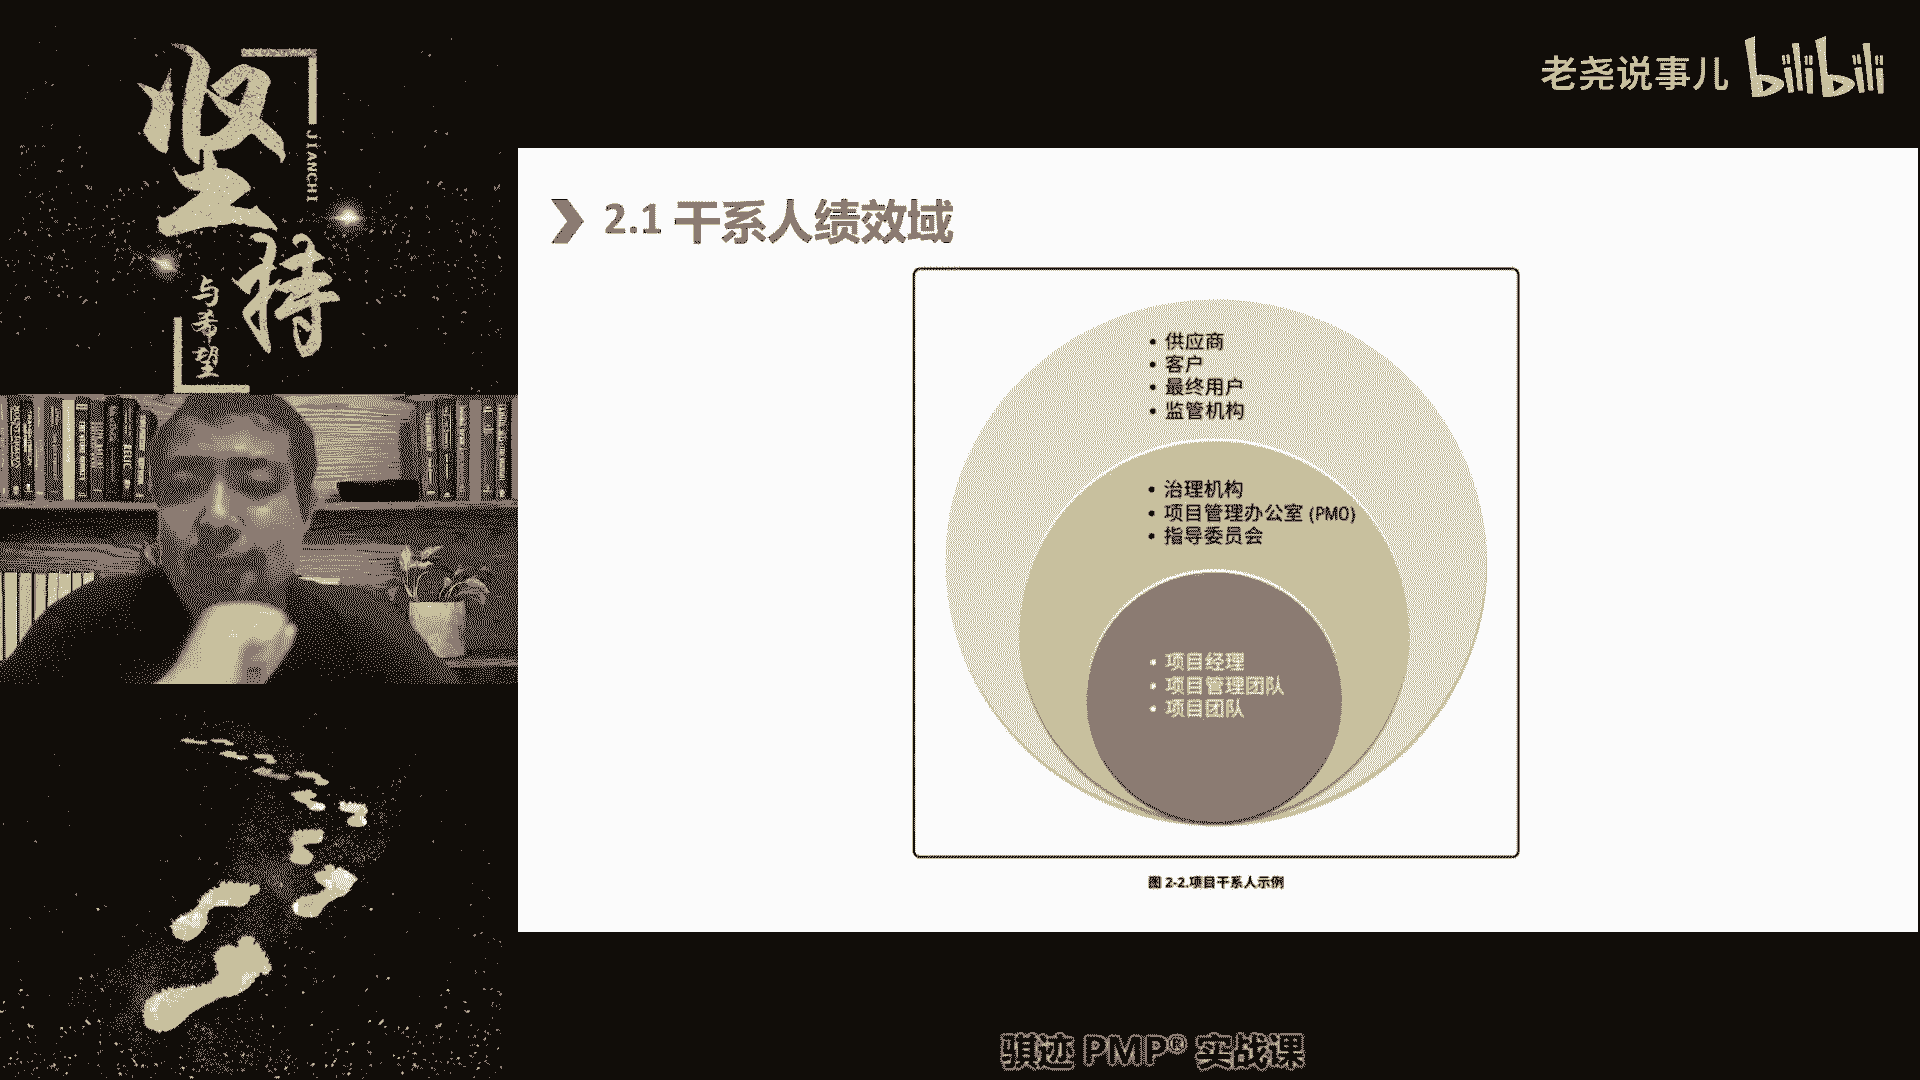 坚持
JIANCHI
与希望
老尧说事儿 bilibili
2.1 干系人绩效域
• 供应商
• 客户
• 最终用户
• 监管机构
• 治理机构
• 项目管理办公室 (PMO)
• 指导委员会
• 项目经理
• 项目管理团队
• 项目团队
图 2-2.项目干系人示例
骐迹 PMP® 实战课